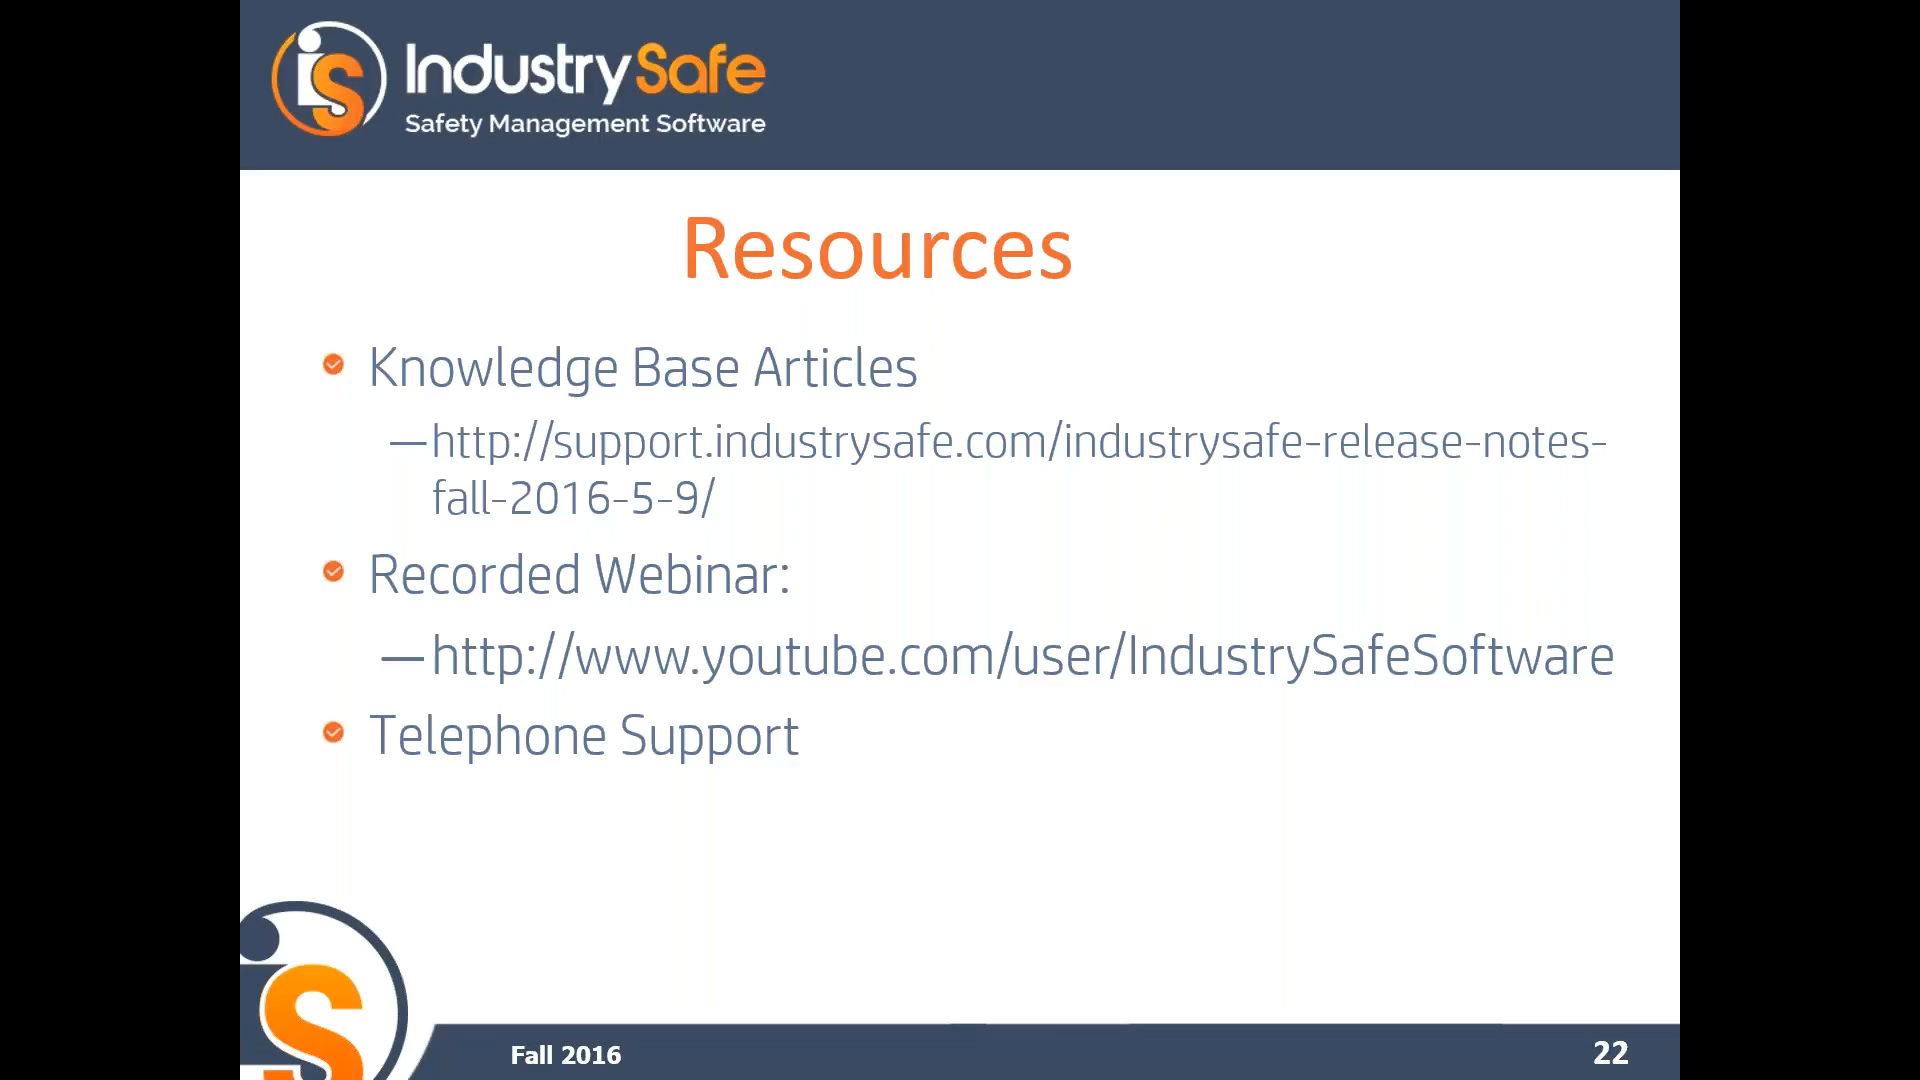 IndustrySafe
Safety Management Software
Resources
Knowledge Base Articles
—http://support.industrysafe.com/industrysafe-release-notes-
fall-2016-5-9/
Recorded Webinar:
—http://www.youtube.com/user/IndustrySafeSoftware
Telephone Support
Fall 2016
22